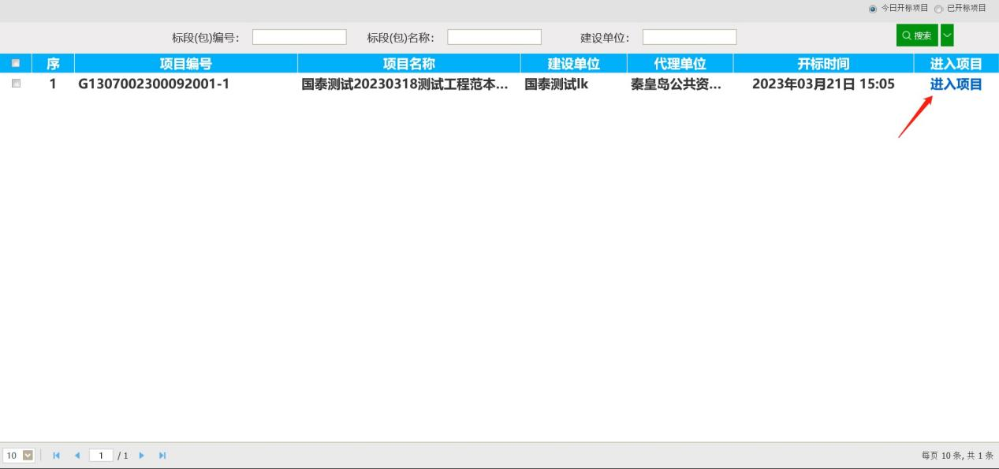 今日开标项目 已开标项目
标段(包)编号： 标段(包)名称： 建设单位： 搜索
序 项目编号 项目名称 建设单位 代理单位 开标时间 进入项目
1 G1307002300092001-1 国泰测试20230318测试工程范本... 国泰测试lk 秦皇岛公共资... 2023年03月21日 15:05 进入项目
10 1 / 1 每页 10 条, 共 1 条